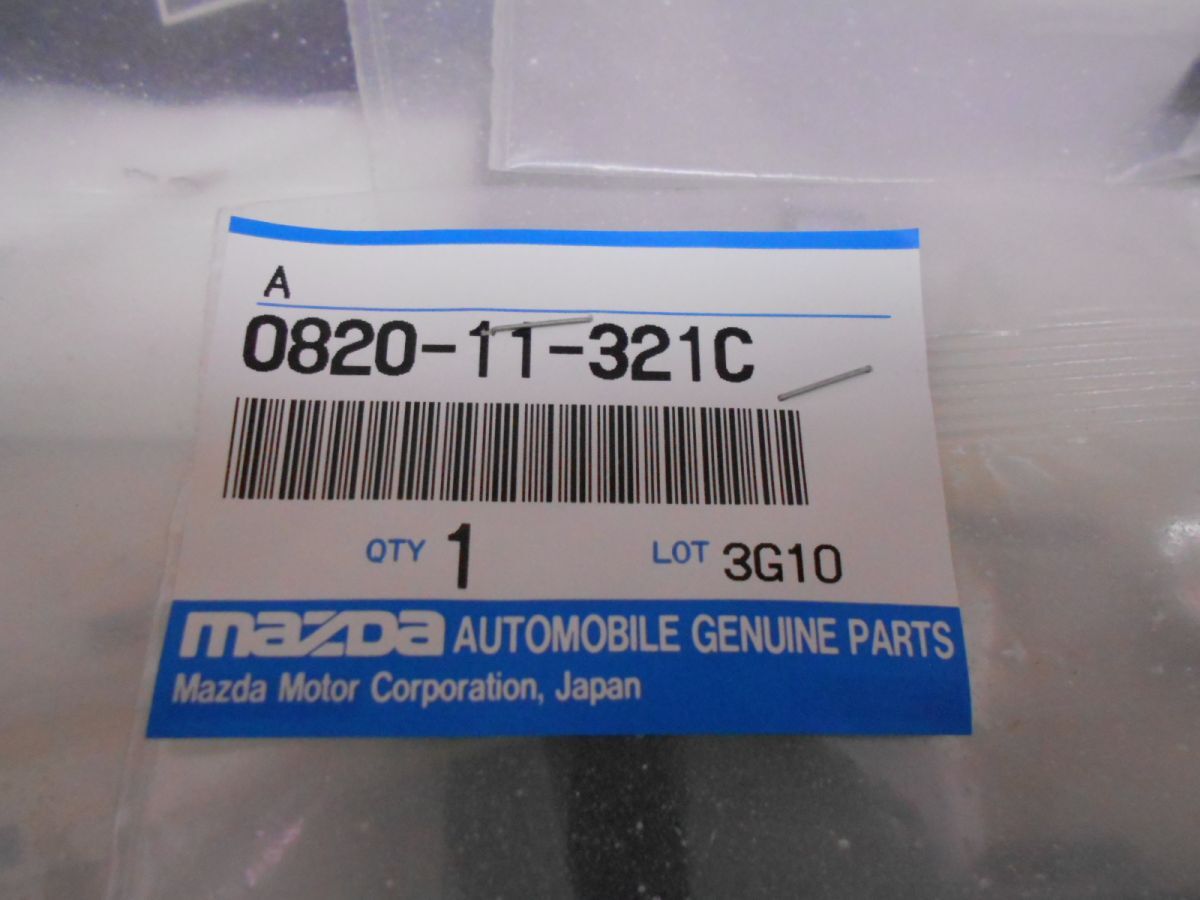 A
0820-11-321C
QTY 1 LOT 3G10
mazda AUTOMOBILE GENUINE PARTS
Mazda Motor Corporation, Japan